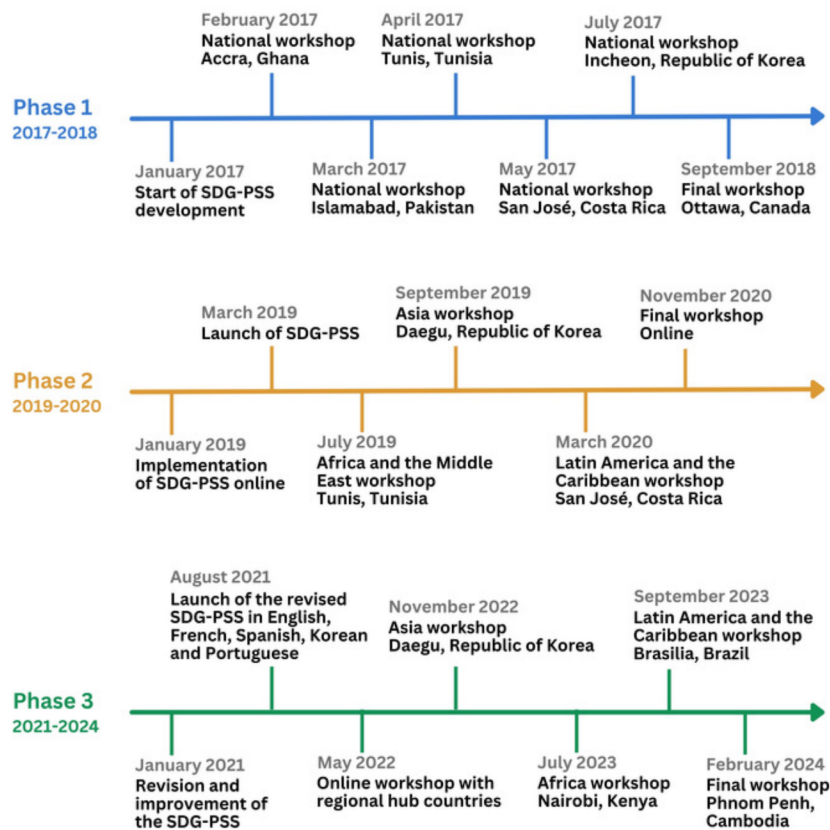 February 2017
National workshop
Accra, Ghana
April 2017
National workshop
Tunis, Tunisia
July 2017
National workshop
Incheon, Republic of Korea
Phase 1
2017-2018
January 2017
Start of SDG-PSS
development
March 2017
National workshop
Islamabad, Pakistan
May 2017
National workshop
San José, Costa Rica
September 2018
Final workshop
Ottawa, Canada
March 2019
Launch of SDG-PSS
September 2019
Asia workshop
Daegu, Republic of Korea
November 2020
Final workshop
Online
Phase 2
2019-2020
January 2019
Implementation
of SDG-PSS online
July 2019
Africa and the Middle
East workshop
Tunis, Tunisia
March 2020
Latin America and the
Caribbean workshop
San José, Costa Rica
August 2021
Launch of the revised
SDG-PSS in English,
French, Spanish, Korean
and Portuguese
November 2022
Asia workshop
Daegu, Republic of Korea
September 2023
Latin America and the
Caribbean workshop
Brasilia, Brazil
Phase 3
2021-2024
January 2021
Revision and
improvement of
the SDG-PSS
May 2022
Online workshop with
regional hub countries
July 2023
Africa workshop
Nairobi, Kenya
February 2024
Final workshop
Phnom Penh,
Cambodia